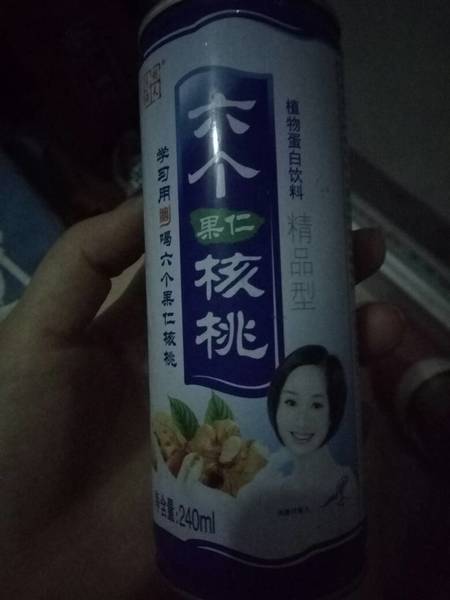 六个
果仁
核桃
植物蛋白饮料
精品型
学习用脑 喝六个果仁核桃
净含量:240ml